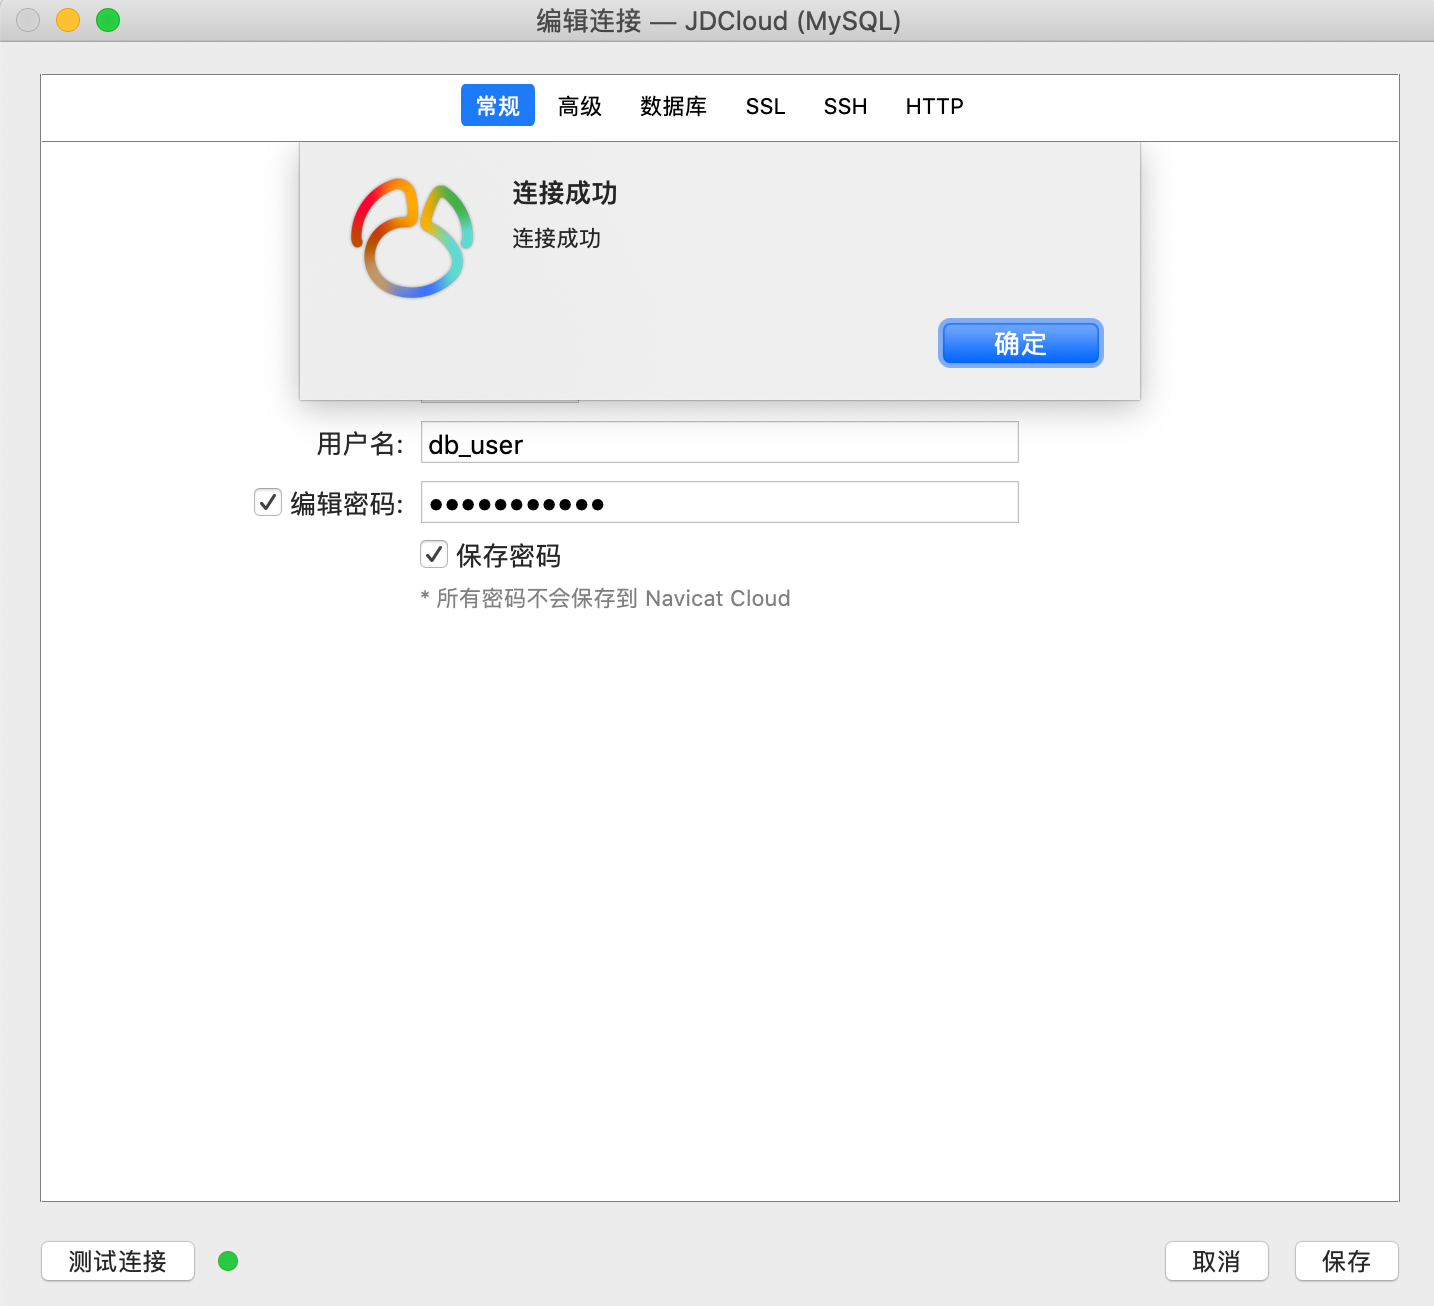 编辑连接 — JDCloud (MySQL)
常规 高级 数据库 SSL SSH HTTP
连接成功
连接成功
确定
用户名: db_user
编辑密码: ●●●●●●●●●●●
保存密码
* 所有密码不会保存到 Navicat Cloud
测试连接 取消 保存